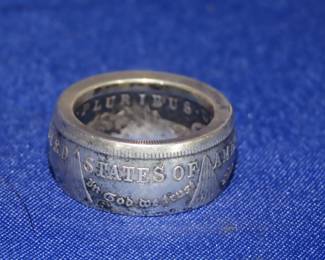 PLURIBUS
STATES OF
In God we trust